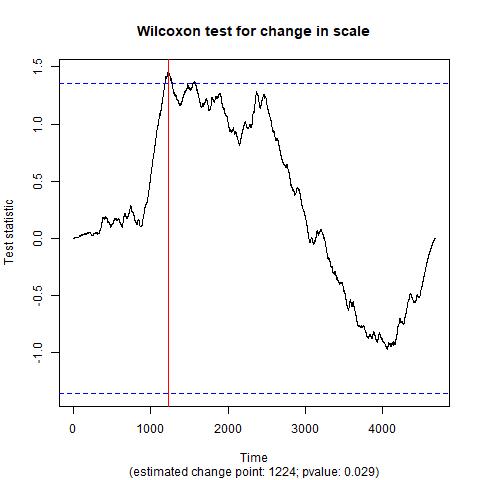 Wilcoxon test for change in scale
Test statistic
1.5
1.0
0.5
0.0
-0.5
-1.0
0 1000 2000 3000 4000
Time
(estimated change point: 1224; pvalue: 0.029)